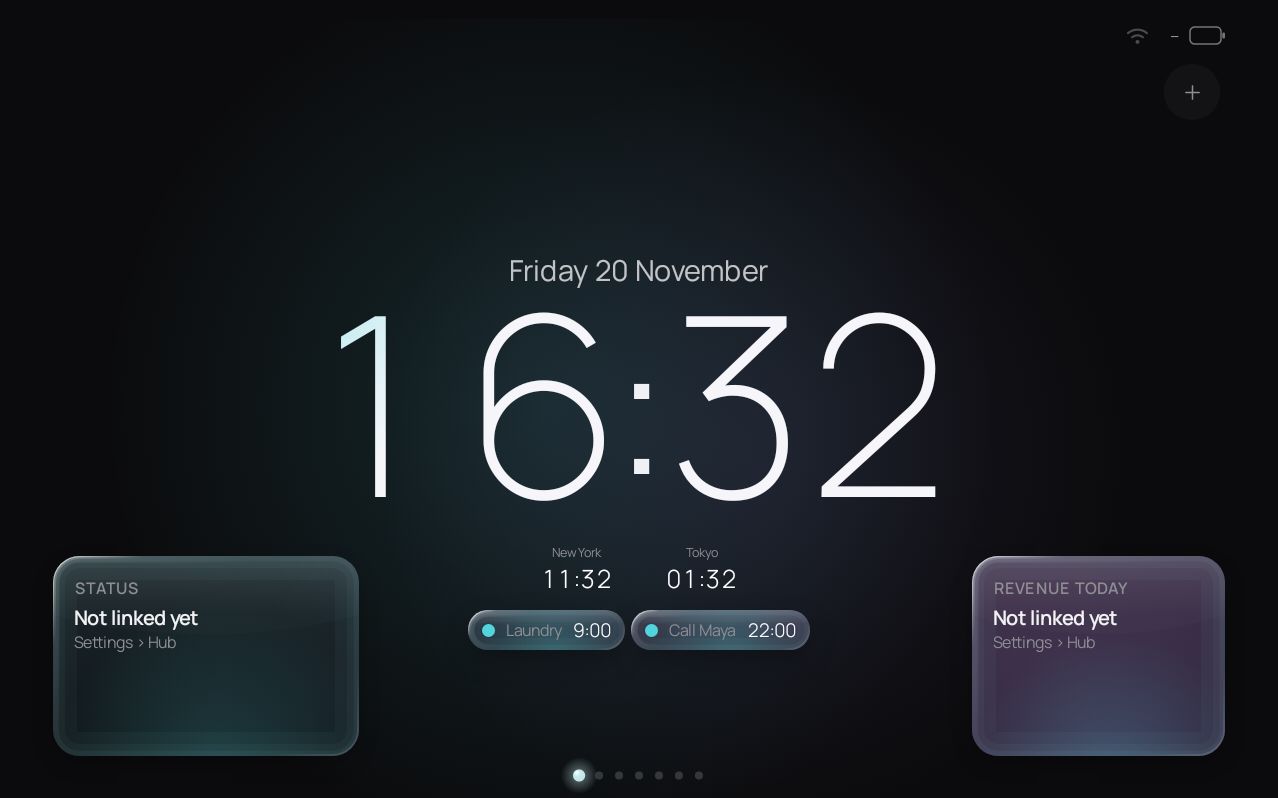 –
+
Friday 20 November
16:32
New York
11:32
Tokyo
01:32
Laundry 9:00
Call Maya 22:00
STATUS
Not linked yet
Settings › Hub
REVENUE TODAY
Not linked yet
Settings › Hub